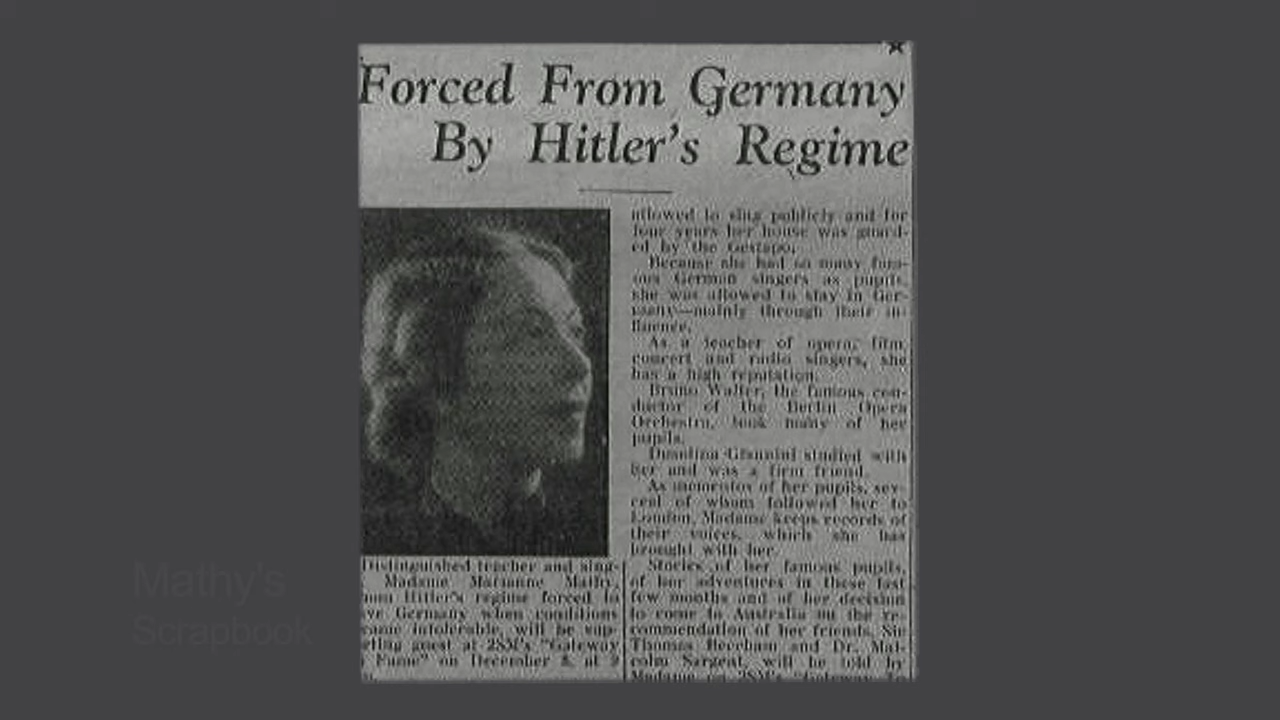 Forced From Germany
By Hitler's Regime
Distinguished teacher and sing-
Madame Marianne Mathy,
Hitler's regime forced to
Germany when conditions
intolerable, will be
guest at 2SM's "Gateway
Fame" on December 8, at 9
allowed to sing publicly and for
four years her house was guard-
ed by the Gestapo.
Because she had so many fam-
ous German singers as pupils,
she was allowed to stay in Ger-
many—mainly through their in-
fluence.
As a teacher of opera, film,
concert and radio singers, she
has a high reputation.
Bruno Walter, the famous con-
ductor of the Berlin Opera
Orchestra, took many of her
pupils.
Dusolina Giannini studied with
her and was a firm friend.
As mementos of her pupils, sev-
eral of whom followed her to
London, Madame keeps records of
their voices, which she has
brought with her.
Stories of her famous pupils,
of her adventures in these last
few months and of her decision
to come to Australia on the re-
commendation of her friends, Sir
Thomas Beecham and Dr. Mal-
colm Sargent, will be told by
Madame on 2SM's
Mathy's
Scrapbook